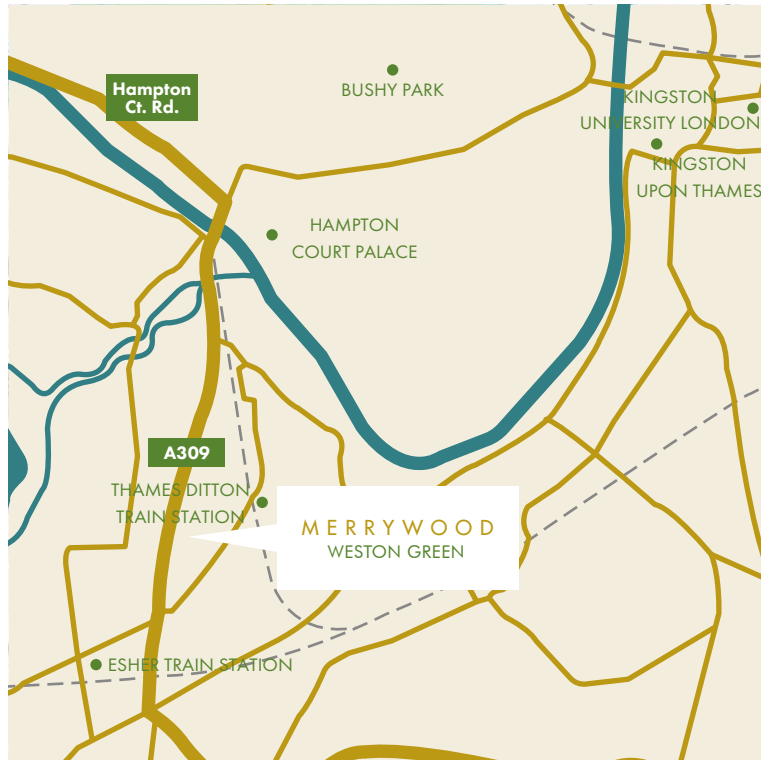 Hampton
Ct. Rd.
BUSHY PARK
KINGSTON
UNIVERSITY LONDON
KINGSTON
UPON THAMES
HAMPTON
COURT PALACE
A309
THAMES DITTON
TRAIN STATION
MERRYWOOD
WESTON GREEN
ESHER TRAIN STATION